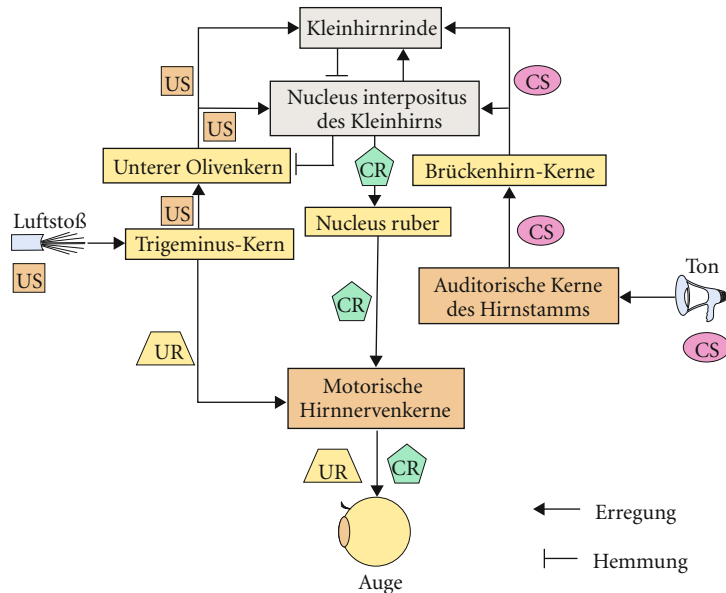 Kleinhirnrinde
US
CS
Nucleus interpositus
des Kleinhirns
US
Unterer Olivenkern
CR
Brückenhirn-Kerne
Luftstoß
US
Trigeminus-Kern
Nucleus ruber
CS
Ton
US
Auditorische Kerne
des Hirnstamms
CR
CS
UR
Motorische
Hirnnervenkerne
UR
CR
Erregung
Hemmung
Auge